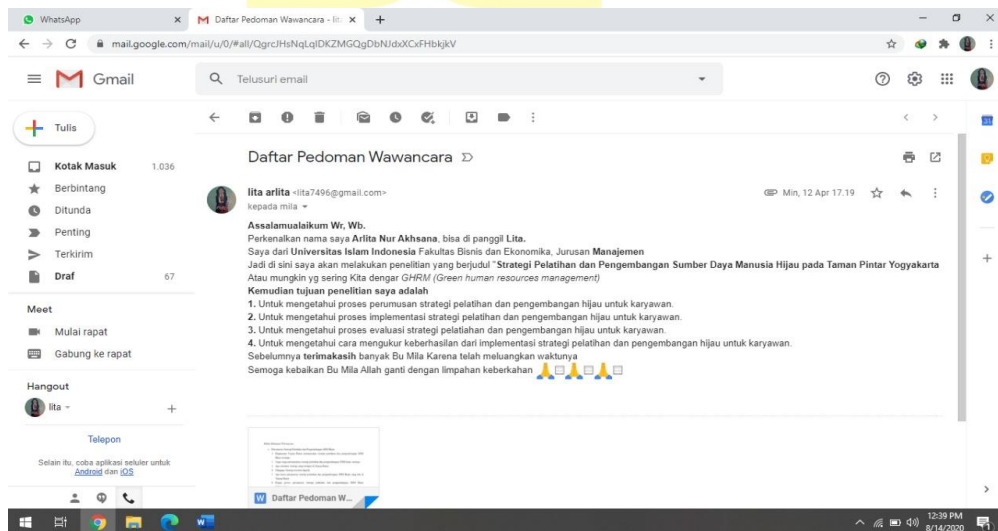 WhatsApp
Daftar Pedoman Wawancara - lit
mail.google.com/mail/u/0/#all/QgrcJHsNqLqlDKZMGQgDbNJdxXCxFHbkjkV
Gmail
Telusuri email
Tulis
Kotak Masuk 1.036
Berbintang
Ditunda
Penting
Terkirim
Draf 67
Meet
Mulai rapat
Gabung ke rapat
Hangout
lita
Telepon
Selain itu, coba aplikasi seluler untuk
Android dan iOS
Daftar Pedoman Wawancara
lita arlita <lita7496@gmail.com>
Min, 12 Apr 17.19
kepada mila
Assalamualaikum Wr, Wb.
Perkenalkan nama saya Arlita Nur Akhsana, bisa di panggil Lita.
Saya dari Universitas Islam Indonesia Fakultas Bisnis dan Ekonomika, Jurusan Manajemen
Jadi di sini saya akan melakukan penelitian yang berjudul "Strategi Pelatihan dan Pengembangan Sumber Daya Manusia Hijau pada Taman Pintar Yogyakarta
Atau mungkin yg sering Kita dengar GHRM (Green human resources management)
Kemudian tujuan penelitian saya adalah
1. Untuk mengetahui proses perumusan strategi pelatihan dan pengembangan hijau untuk karyawan.
2. Untuk mengetahui proses implementasi strategi pelatihan dan pengembangan hijau untuk karyawan.
3. Untuk mengetahui proses evaluasi strategi pelatiahan dan pengembangan hijau untuk karyawan.
4. Untuk mengetahui cara mengukur keberhasilan dari implementasi strategi pelatihan dan pengembangan hijau untuk karyawan.
Sebelumnya terimakasih banyak Bu Mila Karena telah meluangkan waktunya
Semoga kebaikan Bu Mila Allah ganti dengan limpahan keberkahan
W Daftar Pedoman W...
31
12:39 PM
8/14/2020